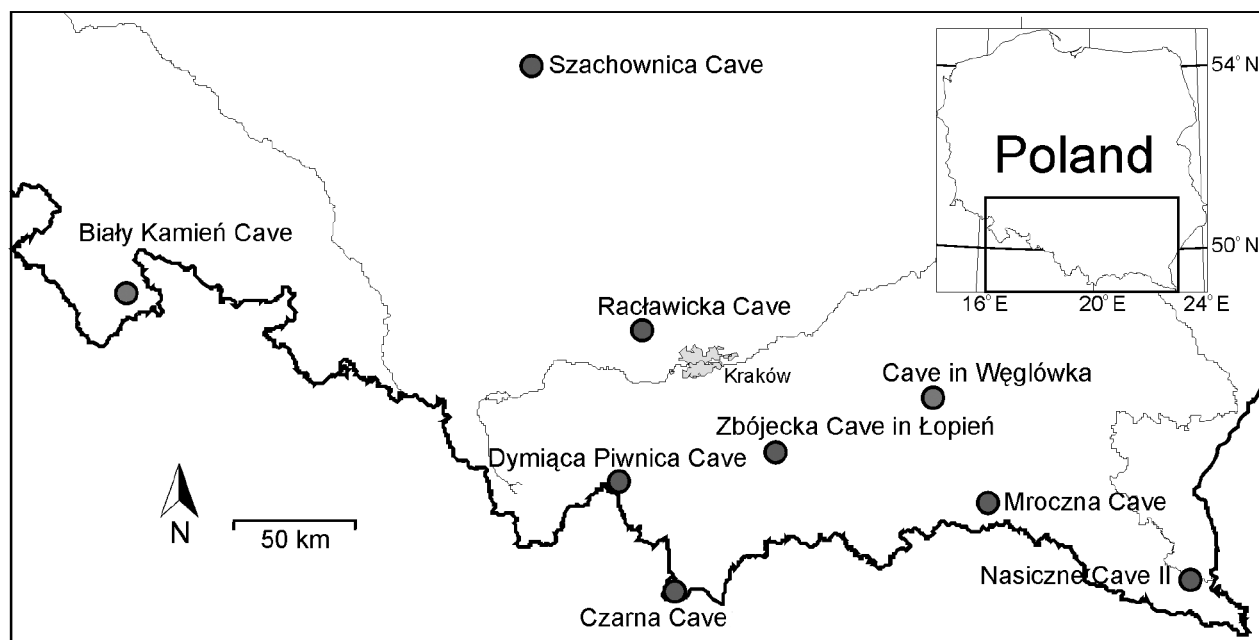 Szachownica Cave
54° N
Poland
Biały Kamień Cave
50° N
16° E
20° E
24° E
Racławicka Cave
Kraków
Cave in Węglówka
Zbójecka Cave in Łopień
Dymiąca Piwnica Cave
Mroczna Cave
N
50 km
Nasiczne Cave II
Czarna Cave